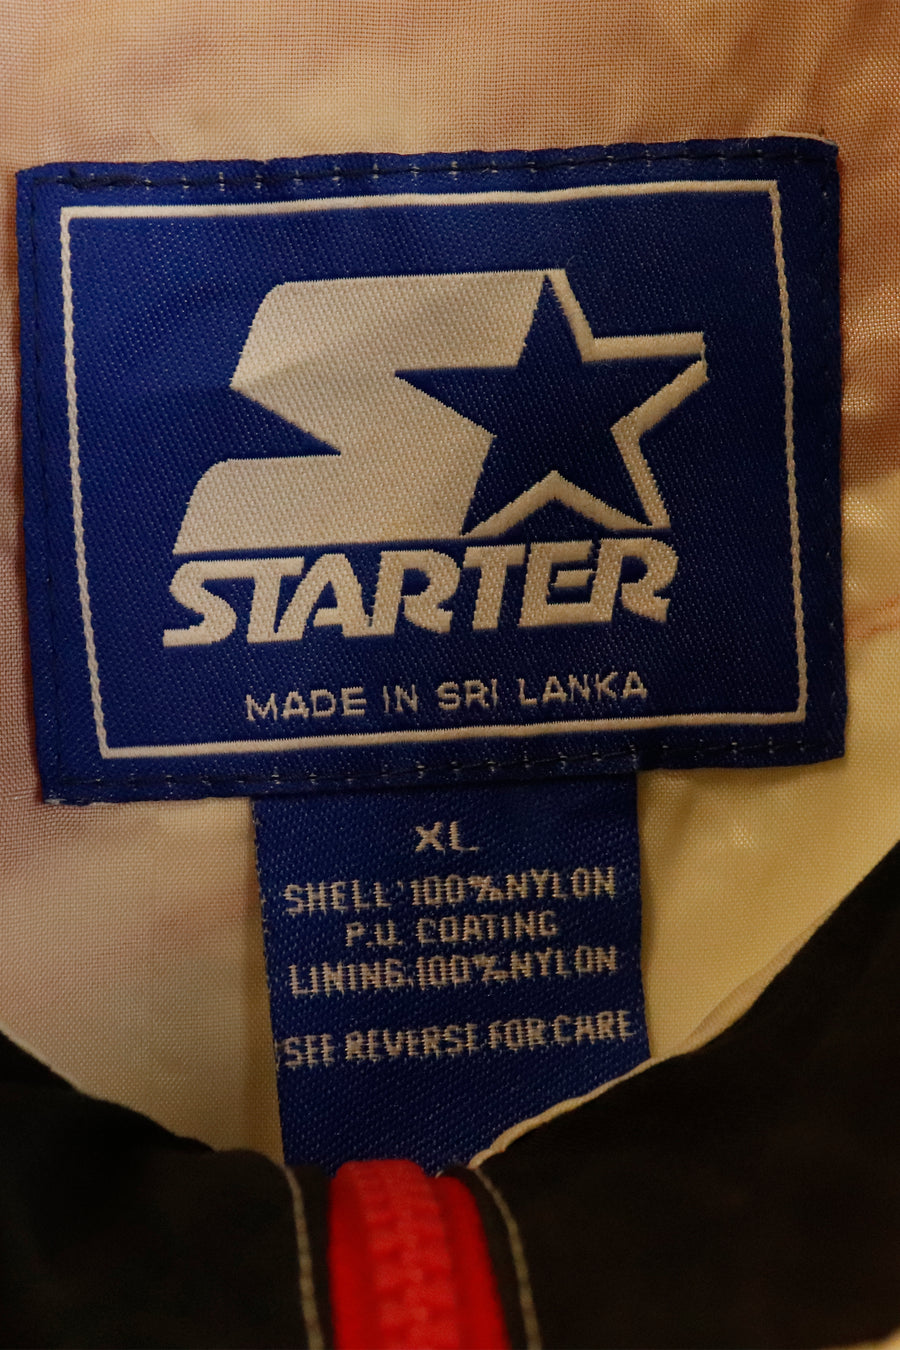 STARTER
MADE IN SRI LANKA
XL
SHELL:100%NYLON
P.U. COATING
LINING:100%NYLON
SEE REVERSE FOR CARE